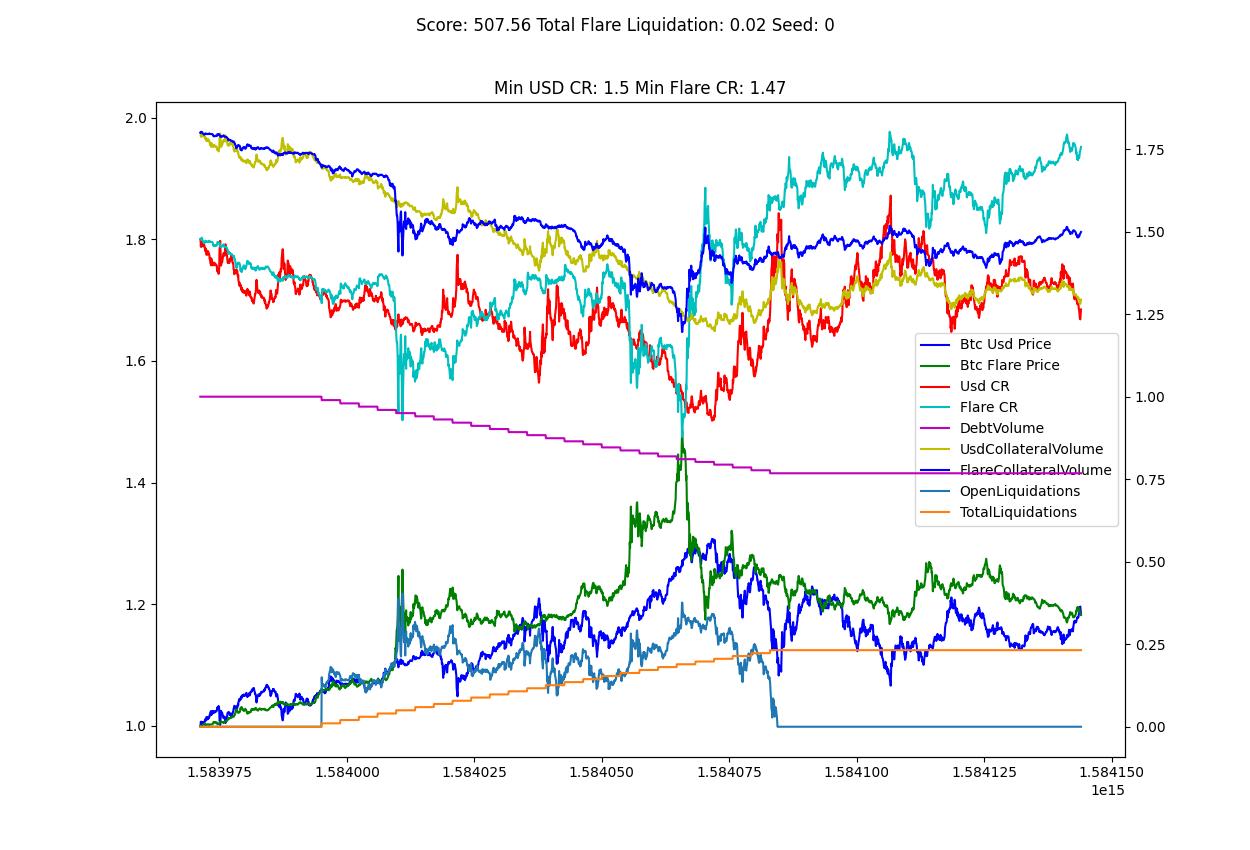 Score: 507.56 Total Flare Liquidation: 0.02 Seed: 0
Min USD CR: 1.5 Min Flare CR: 1.47
2.0
1.8
1.6
1.4
1.2
1.0
1.75
1.50
1.25
1.00
0.75
0.50
0.25
0.00
Btc Usd Price
Btc Flare Price
Usd CR
Flare CR
DebtVolume
UsdCollateralVolume
FlareCollateralVolume
OpenLiquidations
TotalLiquidations
1.583975 1.584000 1.584025 1.584050 1.584075 1.584100 1.584125 1.584150
1e15